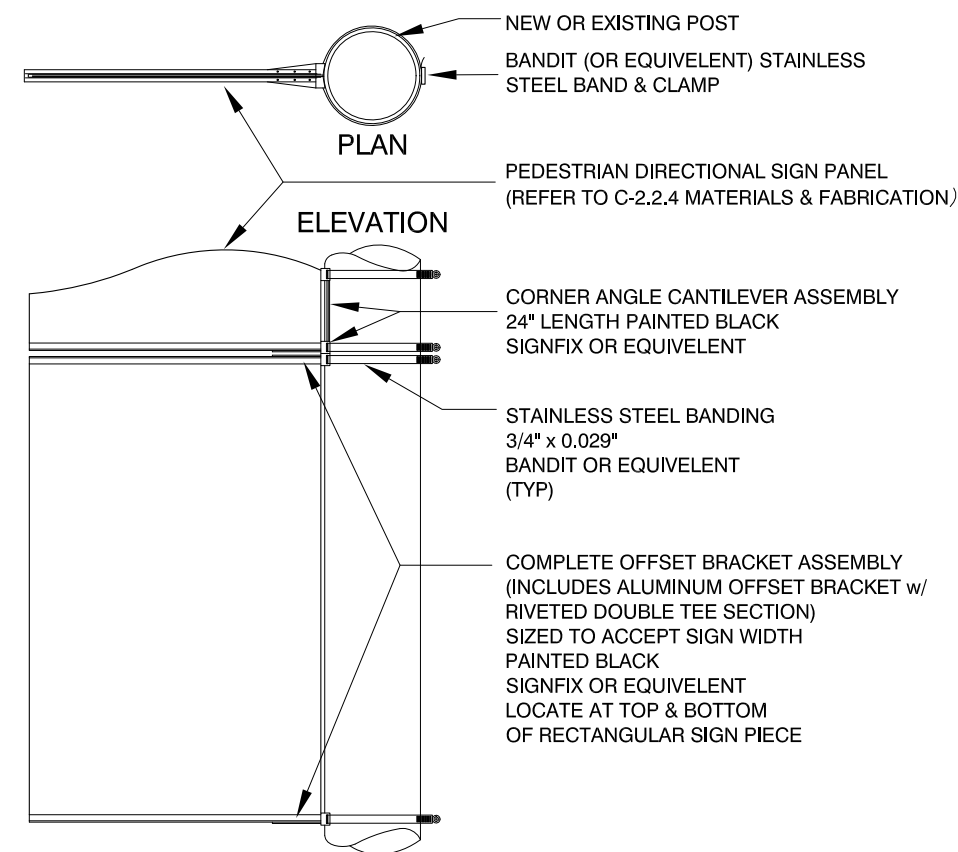 NEW OR EXISTING POST
BANDIT (OR EQUIVELENT) STAINLESS
STEEL BAND & CLAMP
PLAN
PEDESTRIAN DIRECTIONAL SIGN PANEL
(REFER TO C-2.2.4 MATERIALS & FABRICATION)
ELEVATION
CORNER ANGLE CANTILEVER ASSEMBLY
24" LENGTH PAINTED BLACK
SIGNFIX OR EQUIVELENT
STAINLESS STEEL BANDING
3/4" x 0.029"
BANDIT OR EQUIVELENT
(TYP)
COMPLETE OFFSET BRACKET ASSEMBLY
(INCLUDES ALUMINUM OFFSET BRACKET w/
RIVETED DOUBLE TEE SECTION)
SIZED TO ACCEPT SIGN WIDTH
PAINTED BLACK
SIGNFIX OR EQUIVELENT
LOCATE AT TOP & BOTTOM
OF RECTANGULAR SIGN PIECE